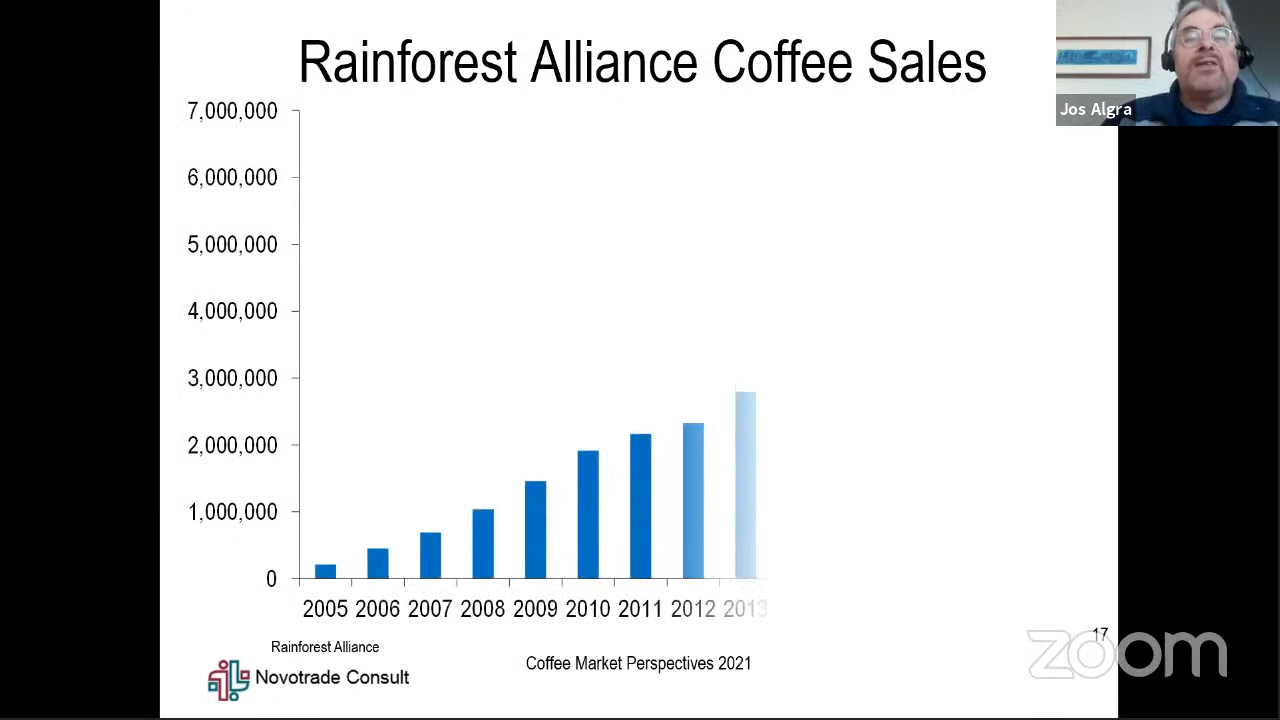 Rainforest Alliance Coffee Sales
Jos Algra
7,000,000
6,000,000
5,000,000
4,000,000
3,000,000
2,000,000
1,000,000
0
2005 2006 2007 2008 2009 2010 2011 2012 2013
17
Rainforest Alliance
Novotrade Consult
Coffee Market Perspectives 2021
zoom